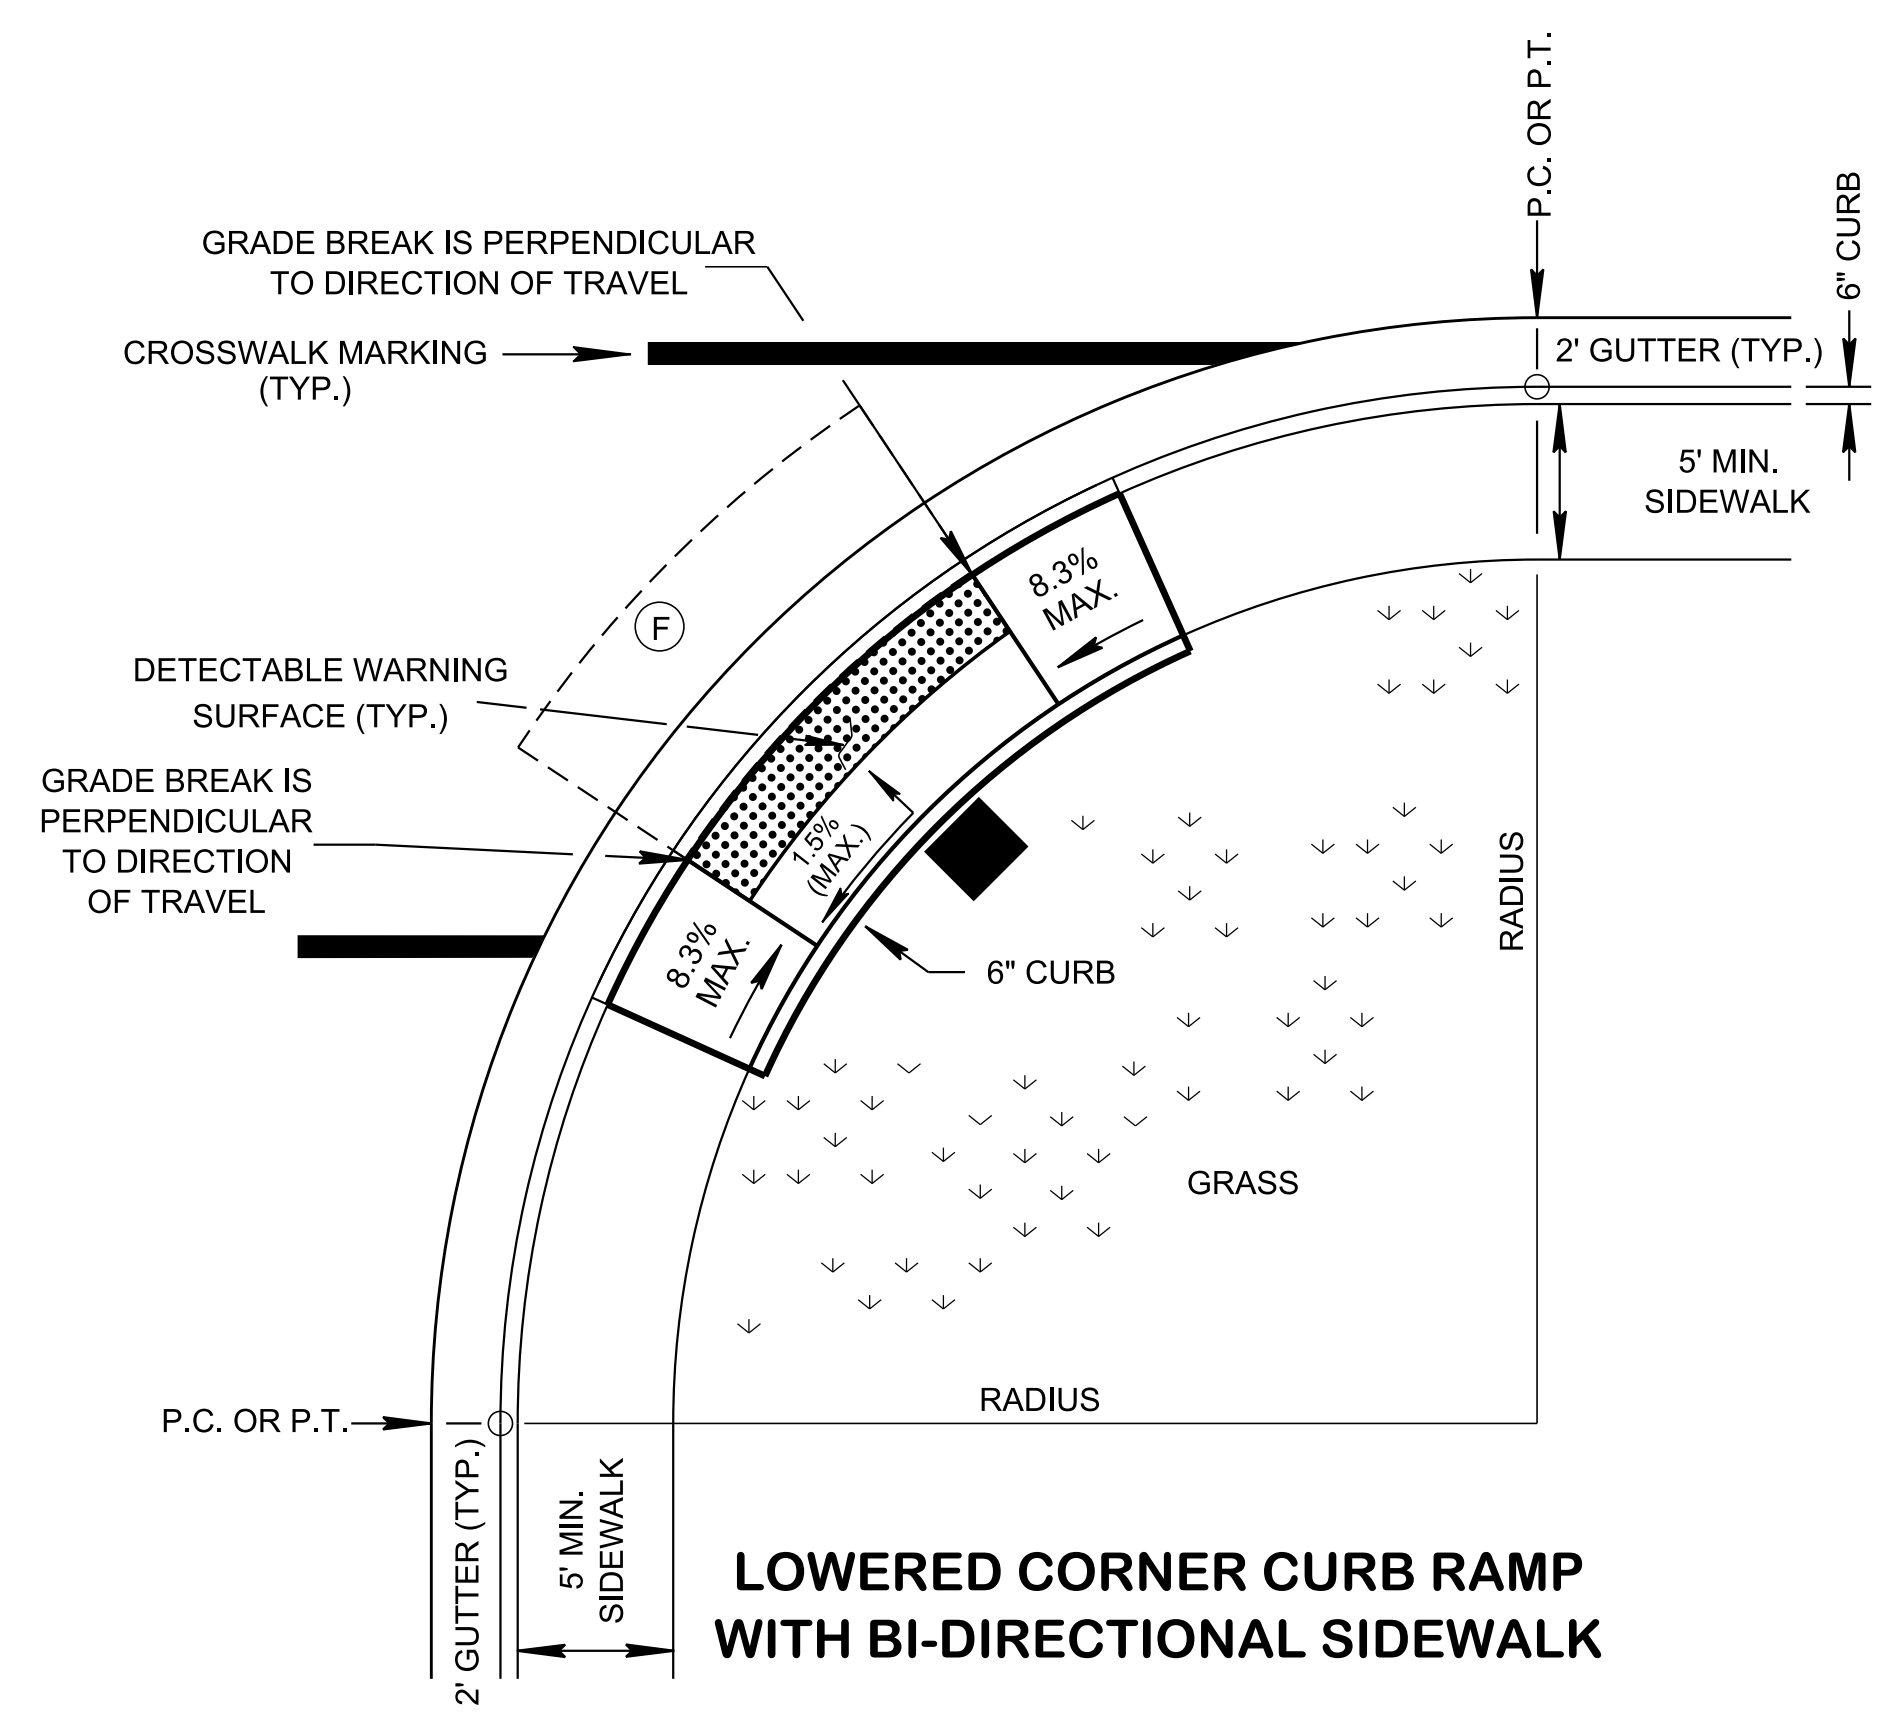 P.C. OR P.T.
6" CURB
GRADE BREAK IS PERPENDICULAR
TO DIRECTION OF TRAVEL
CROSSWALK MARKING
(TYP.)
2' GUTTER (TYP.)
5' MIN.
SIDEWALK
8.3%
MAX.
F
DETECTABLE WARNING
SURFACE (TYP.)
GRADE BREAK IS
PERPENDICULAR
TO DIRECTION
OF TRAVEL
1.5%
(MAX.)
8.3%
MAX.
6" CURB
RADIUS
GRASS
RADIUS
P.C. OR P.T.
2' GUTTER (TYP.)
5' MIN.
SIDEWALK
LOWERED CORNER CURB RAMP
WITH BI-DIRECTIONAL SIDEWALK